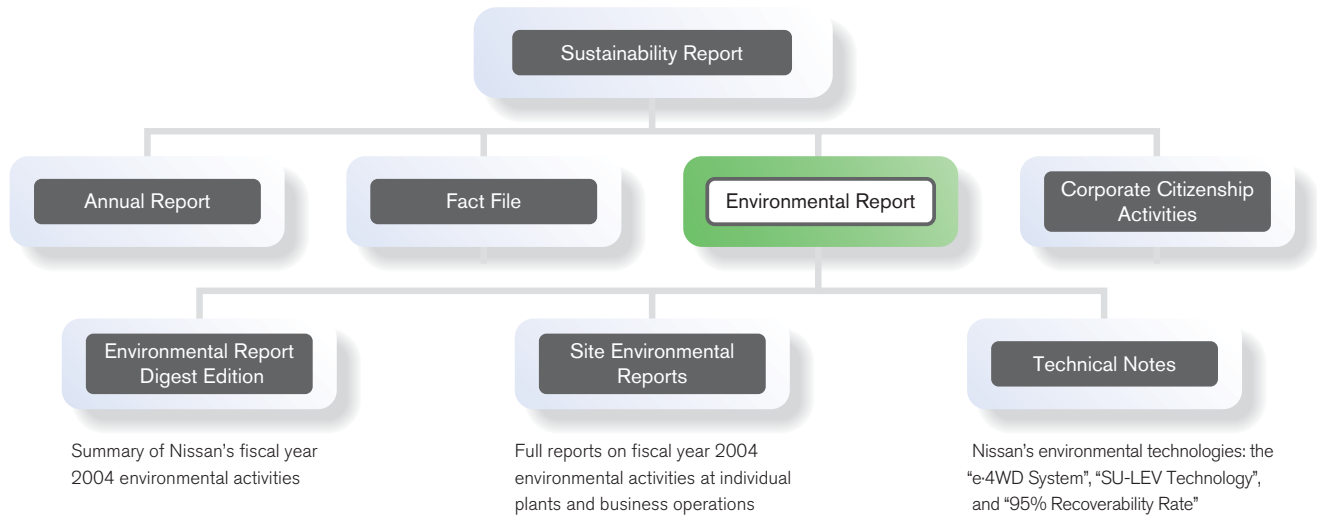 Sustainability Report
Annual Report
Fact File
Environmental Report
Corporate Citizenship
Activities
Environmental Report
Digest Edition
Site Environmental
Reports
Technical Notes
Summary of Nissan’s fiscal year
2004 environmental activities
Full reports on fiscal year 2004
environmental activities at individual
plants and business operations
Nissan’s environmental technologies: the
“e·4WD System”, “SU-LEV Technology”,
and “95% Recoverability Rate”